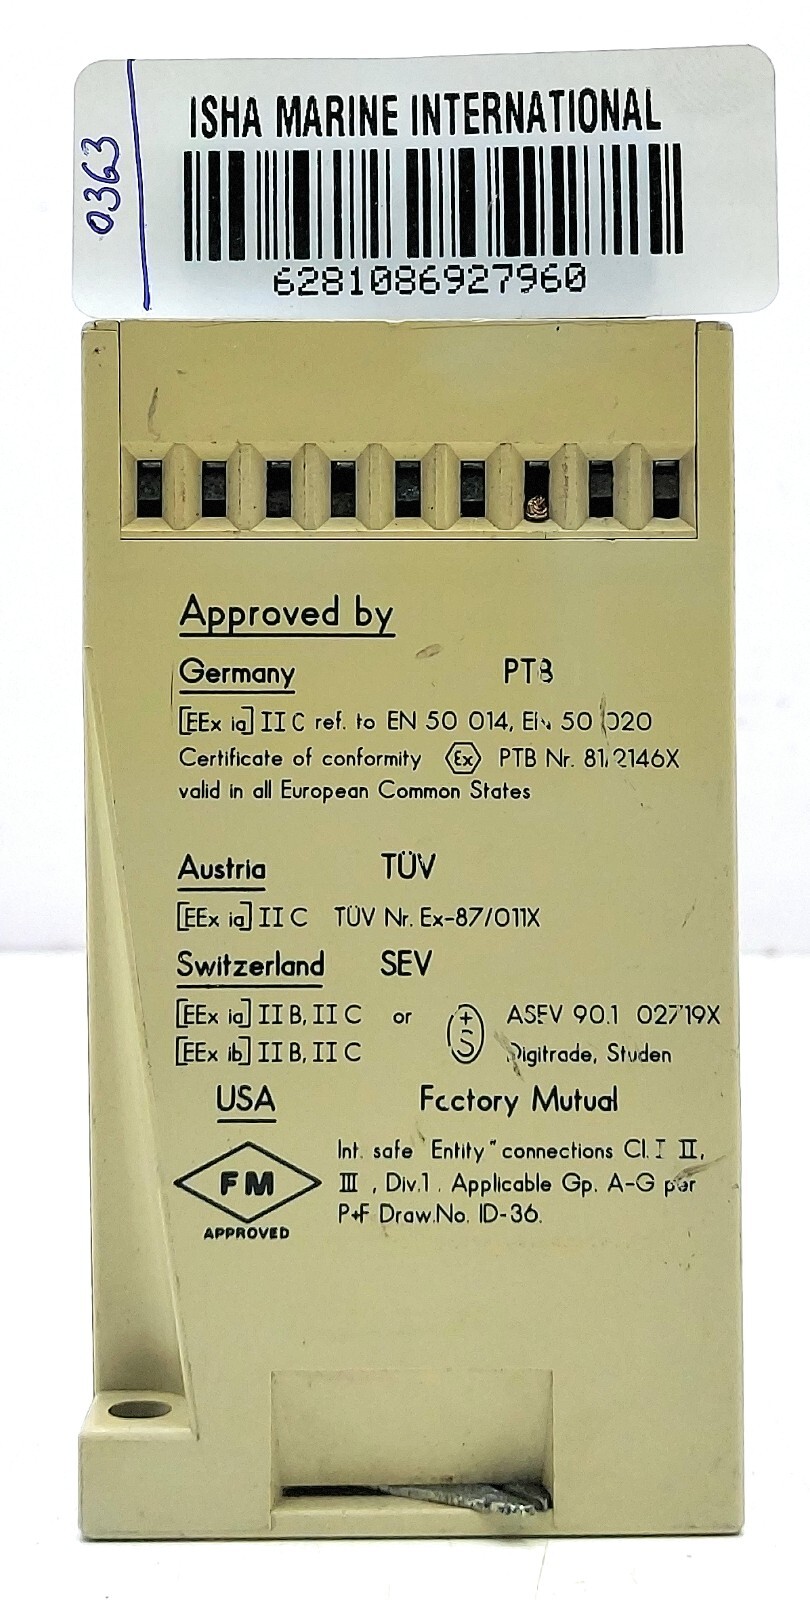 0363
ISHA MARINE INTERNATIONAL
6281086927960
Approved by
Germany PTB
[EEx ia] II C ref. to EN 50 014, EN 50 020
Certificate of conformity Ex PTB Nr. 81/2146X
valid in all European Common States
Austria TÜV
[EEx ia] II C TÜV Nr. Ex-87/011X
Switzerland SEV
[EEx ia] II B, II C or +S ASEV 90.1 02719X
[EEx ib] II B, II C Digitrade, Studen
USA Factory Mutual
Int. safe "Entity" connections Cl. I II,
FM III, Div.1. Applicable Gp. A-G per
APPROVED P+F Draw.No. ID-36.